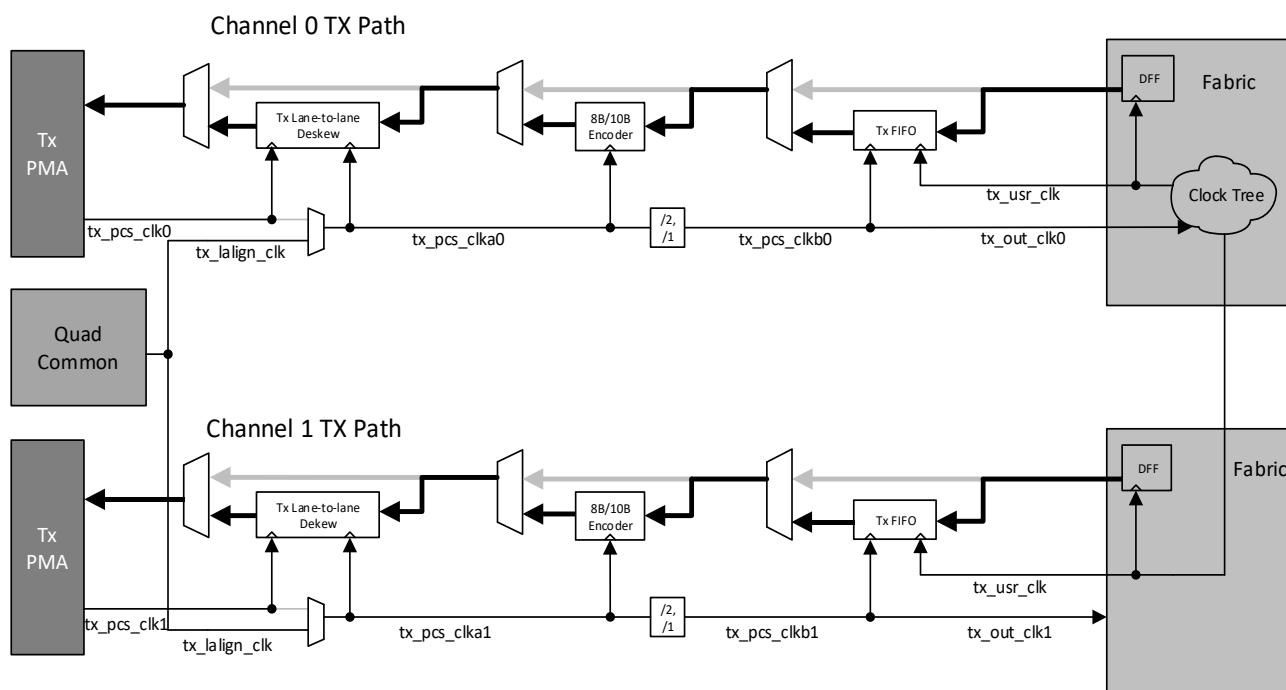 Channel 0 TX Path
Tx
PMA
Tx Lane-to-lane
Deskew
8B/10B
Encoder
Tx FIFO
DFF
Fabric
Clock Tree
tx_usr_clk
tx_pcs_clk0
tx_lalign_clk
tx_pcs_clka0
/2,
/1
tx_pcs_clkb0
tx_out_clk0
Quad
Common
Channel 1 TX Path
Tx
PMA
Tx Lane-to-lane
Dekew
8B/10B
Encoder
Tx FIFO
DFF
Fabric
tx_usr_clk
tx_pcs_clk1
tx_lalign_clk
tx_pcs_clka1
/2,
/1
tx_pcs_clkb1
tx_out_clk1